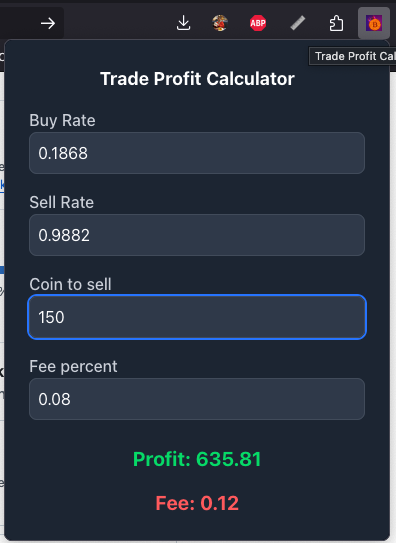 ABP
Trade Profit Cal
Trade Profit Calculator
Buy Rate
0.1868
Sell Rate
0.9882
Coin to sell
150
Fee percent
0.08
Profit: 635.81
Fee: 0.12